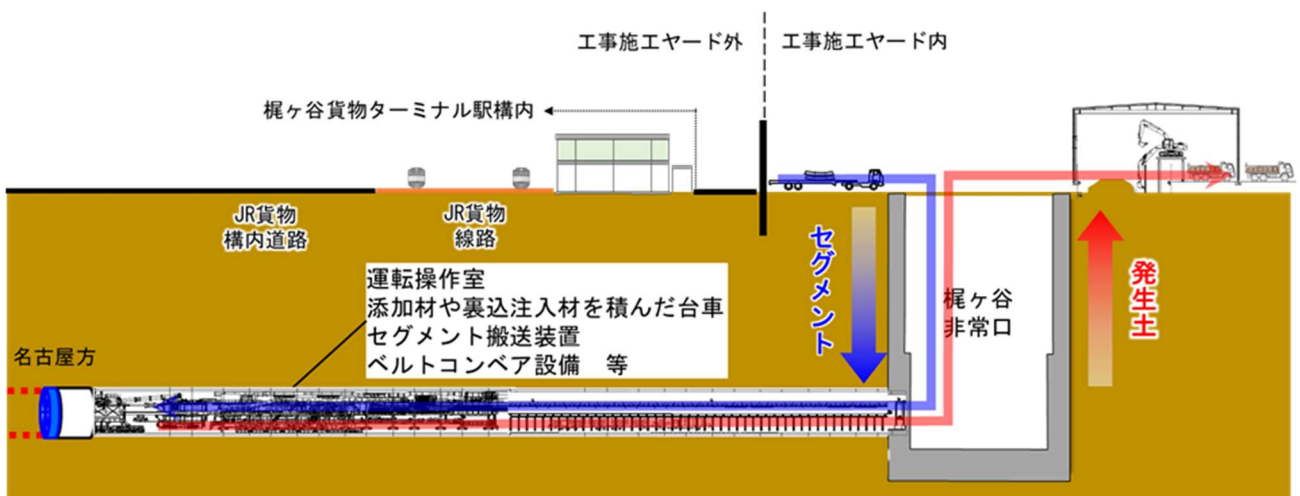 工事施工ヤード外
工事施工ヤード内
梶ヶ谷貨物ターミナル駅構内
JR貨物
構内道路
JR貨物
線路
運転操作室
添加材や裏込注入材を積んだ台車
セグメント搬送装置
ベルトコンベア設備　等
セグメント
梶ヶ谷
非常口
発生土
名古屋方